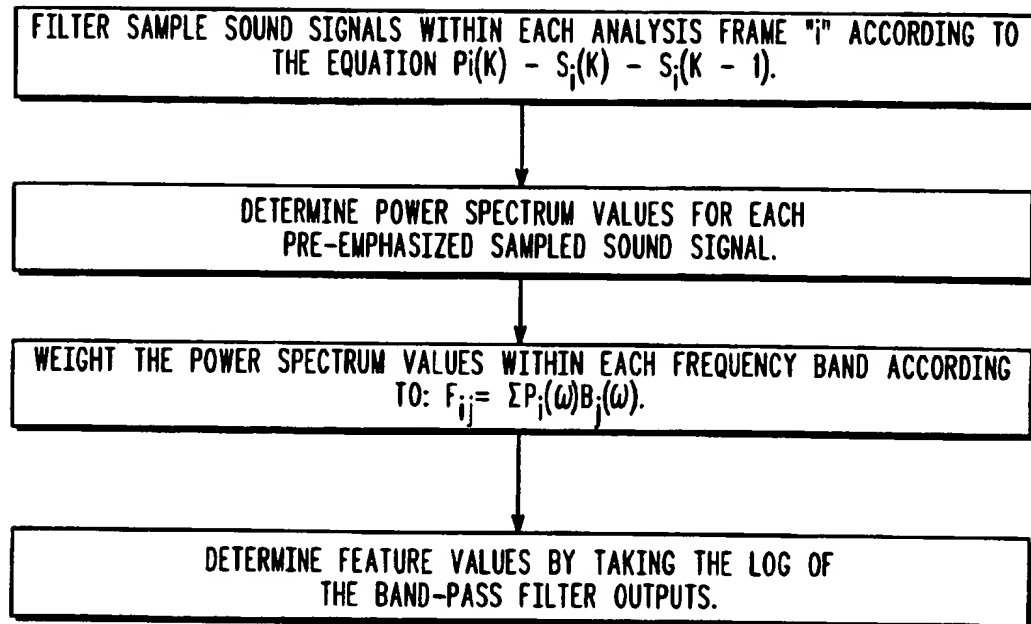 FILTER SAMPLE SOUND SIGNALS WITHIN EACH ANALYSIS FRAME "i" ACCORDING TO
THE EQUATION Pi(K) - Si(K) - Si(K - 1).
DETERMINE POWER SPECTRUM VALUES FOR EACH
PRE-EMPHASIZED SAMPLED SOUND SIGNAL.
WEIGHT THE POWER SPECTRUM VALUES WITHIN EACH FREQUENCY BAND ACCORDING
TO: Fij= ΣPi(ω)Bj(ω).
DETERMINE FEATURE VALUES BY TAKING THE LOG OF
THE BAND-PASS FILTER OUTPUTS.